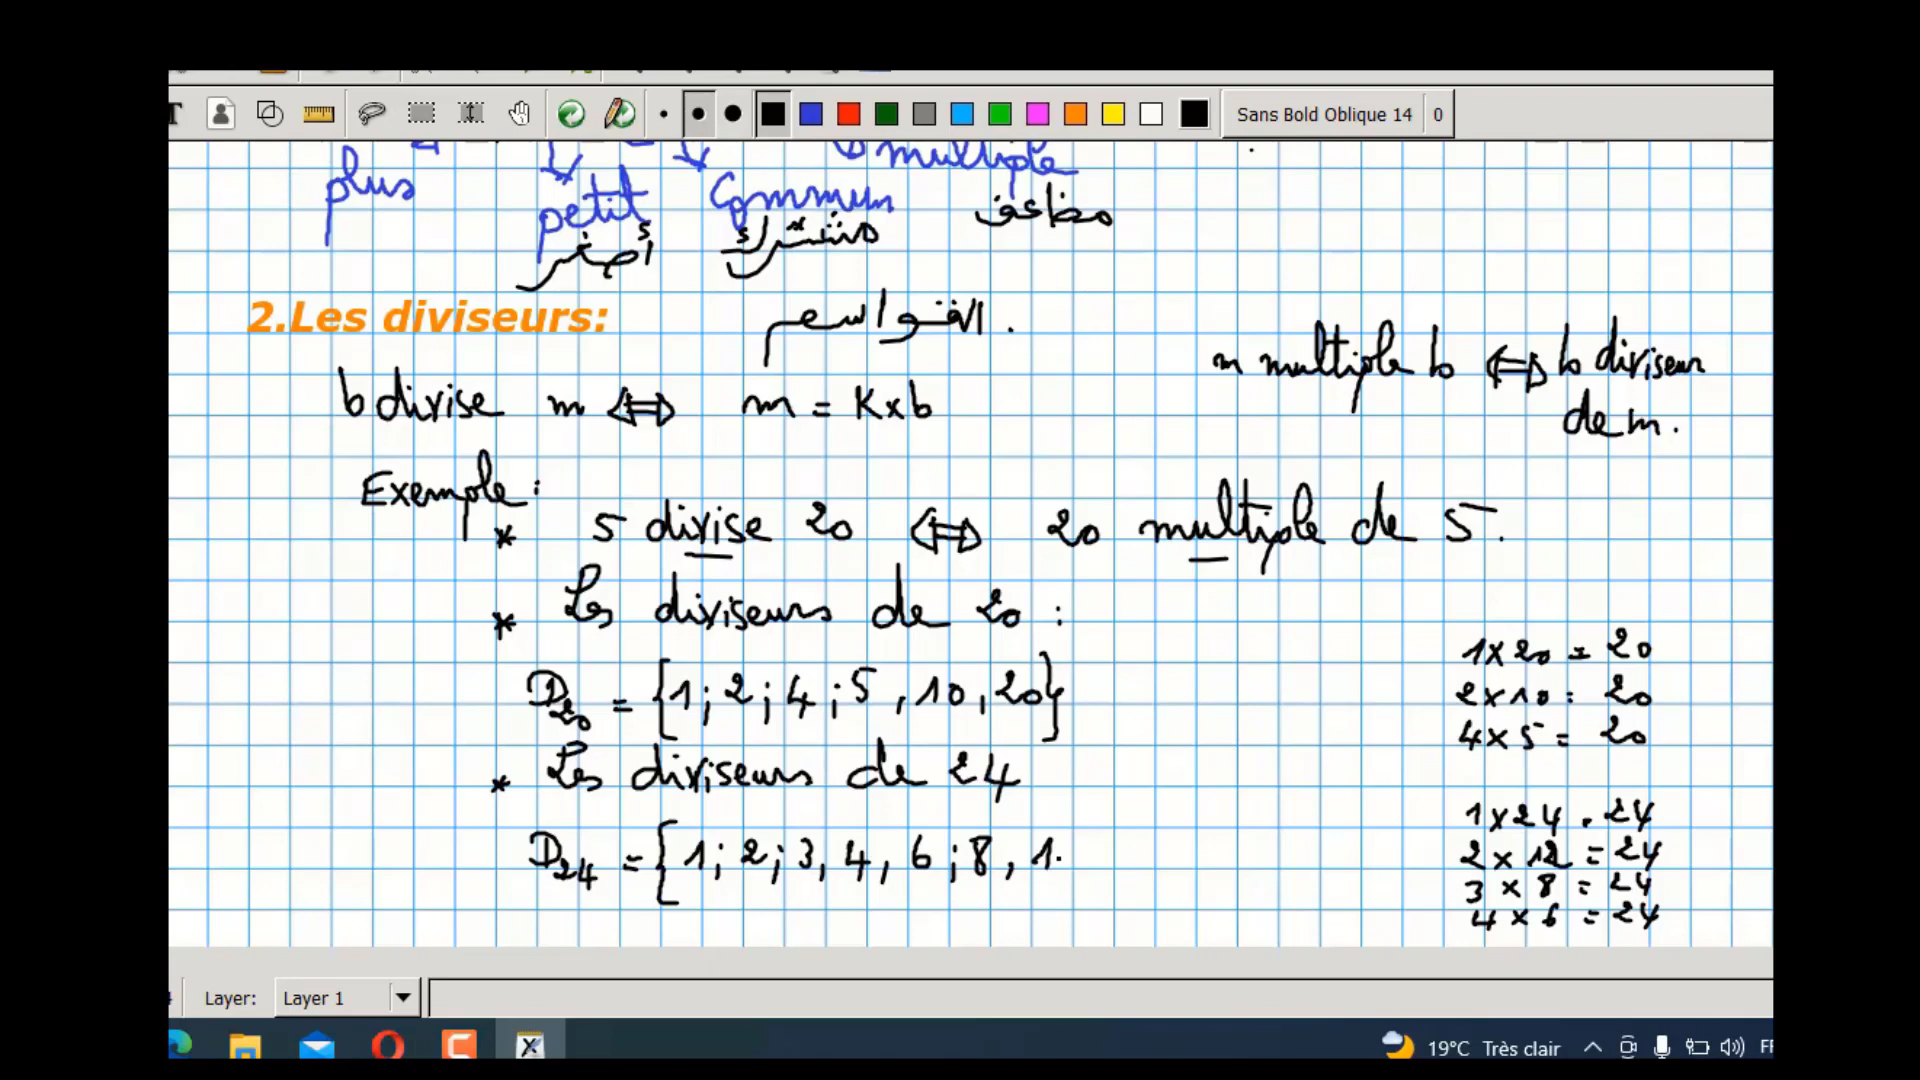 T Sans Bold Oblique 14 0
multiple
plus petit Commun مضاعف
أصغر مشترك
2.Les diviseurs: القواسم .
m multiple b ⇔ b diviseur
b divise m ⇔ m = K×b
de m.
Exemple:
* 5 divise 20 ⇔ 20 multiple de 5.
* Les diviseurs de 20 :
1×20 = 20
D20 = {1; 2; 4; 5, 10, 20}
2×10 = 20
4×5 = 20
* Les diviseurs de 24
1×24 = 24
D24 = { 1; 2; 3, 4, 6; 8, 1
2×12 = 24
3×8 = 24
4×6 = 24
Layer: Layer 1
19°C Très clair